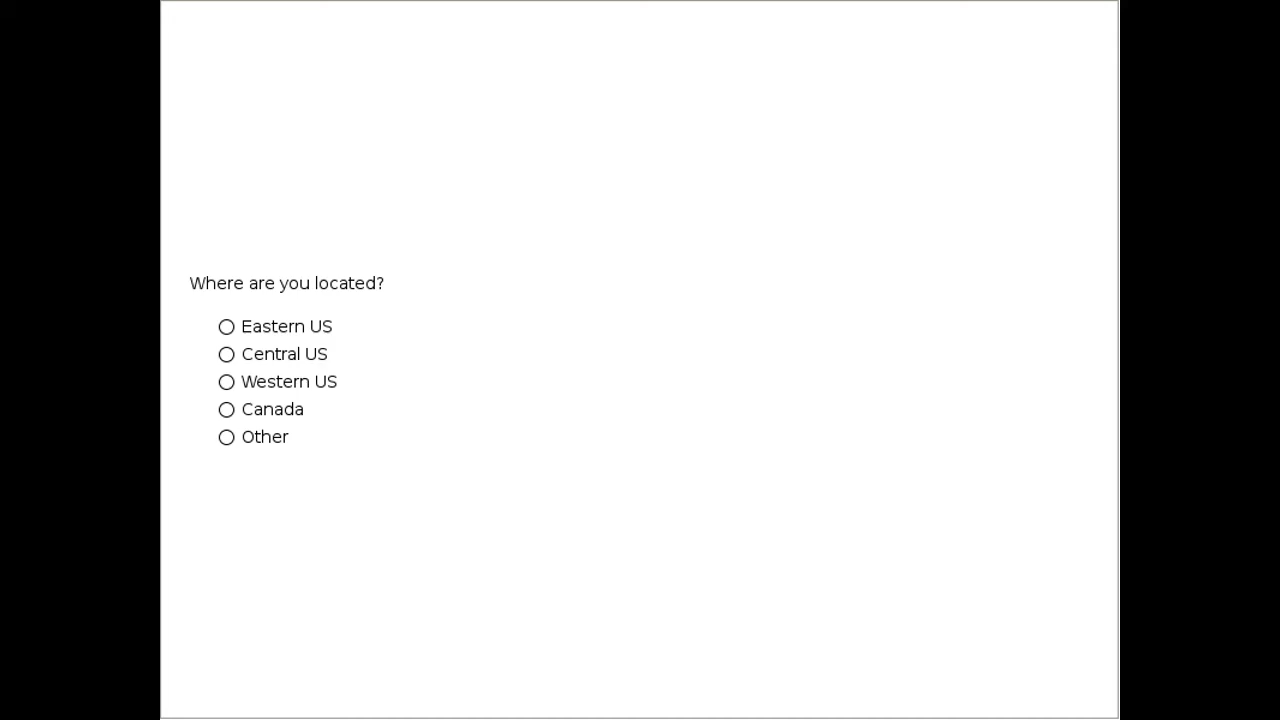 Where are you located?
Eastern US
Central US
Western US
Canada
Other